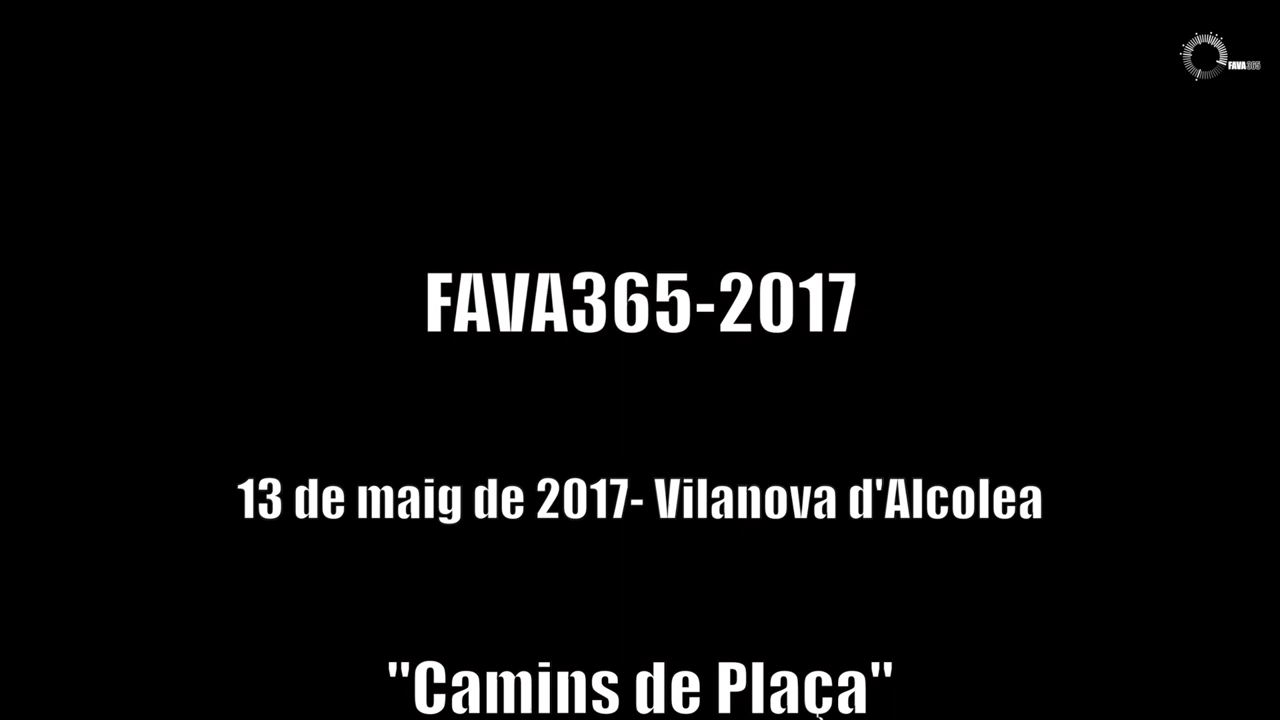 FAVA365
FAVA365-2017
13 de maig de 2017- Vilanova d'Alcolea
"Camins de Plaça"